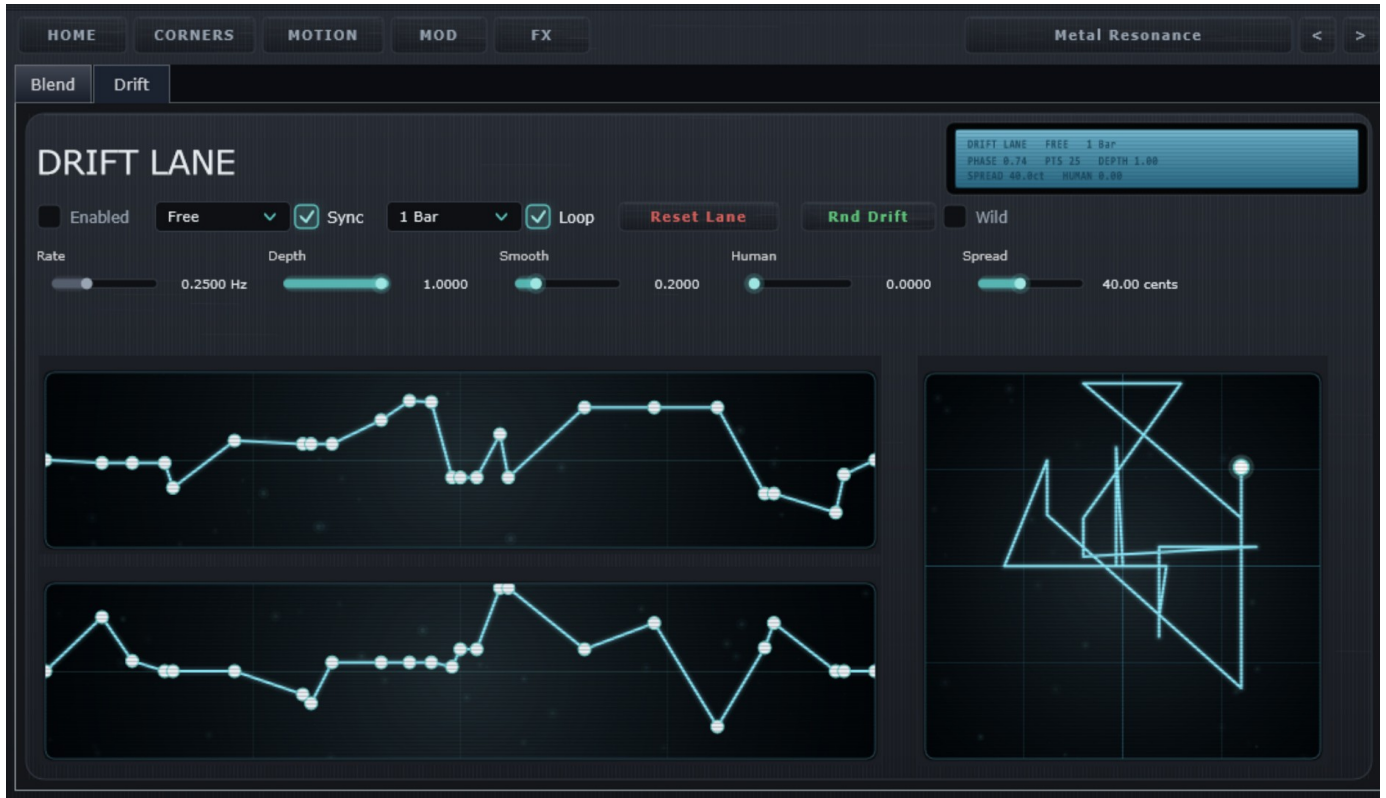 HOME CORNERS MOTION MOD FX Metal Resonance < >
Blend Drift
DRIFT LANE
DRIFT LANE FREE 1 Bar
PHASE 0.74 PTS 25 DEPTH 1.00
SPREAD 40.0ct HUMAN 0.00
Enabled Free Sync 1 Bar Loop Reset Lane Rnd Drift Wild
Rate Depth Smooth Human Spread
0.2500 Hz 1.0000 0.2000 0.0000 40.00 cents